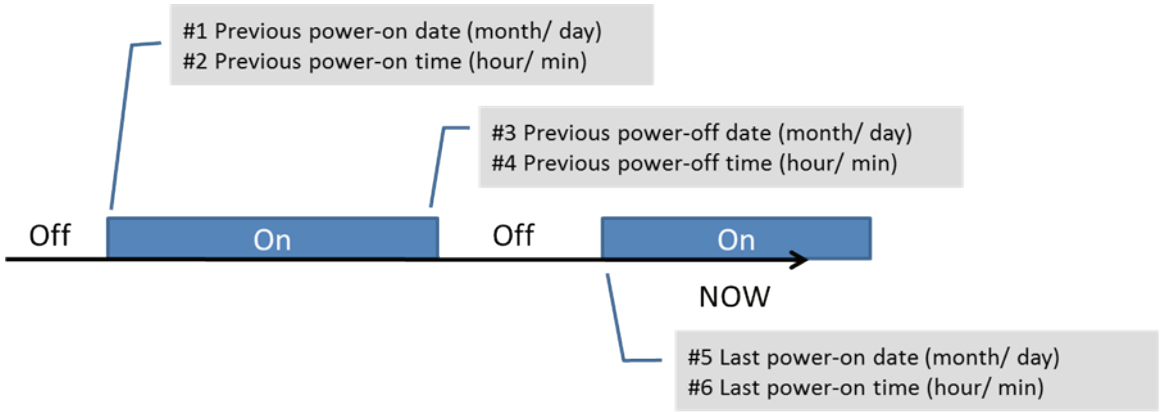 #1 Previous power-on date (month/ day)
#2 Previous power-on time (hour/ min)
#3 Previous power-off date (month/ day)
#4 Previous power-off time (hour/ min)
Off On Off On
NOW
#5 Last power-on date (month/ day)
#6 Last power-on time (hour/ min)